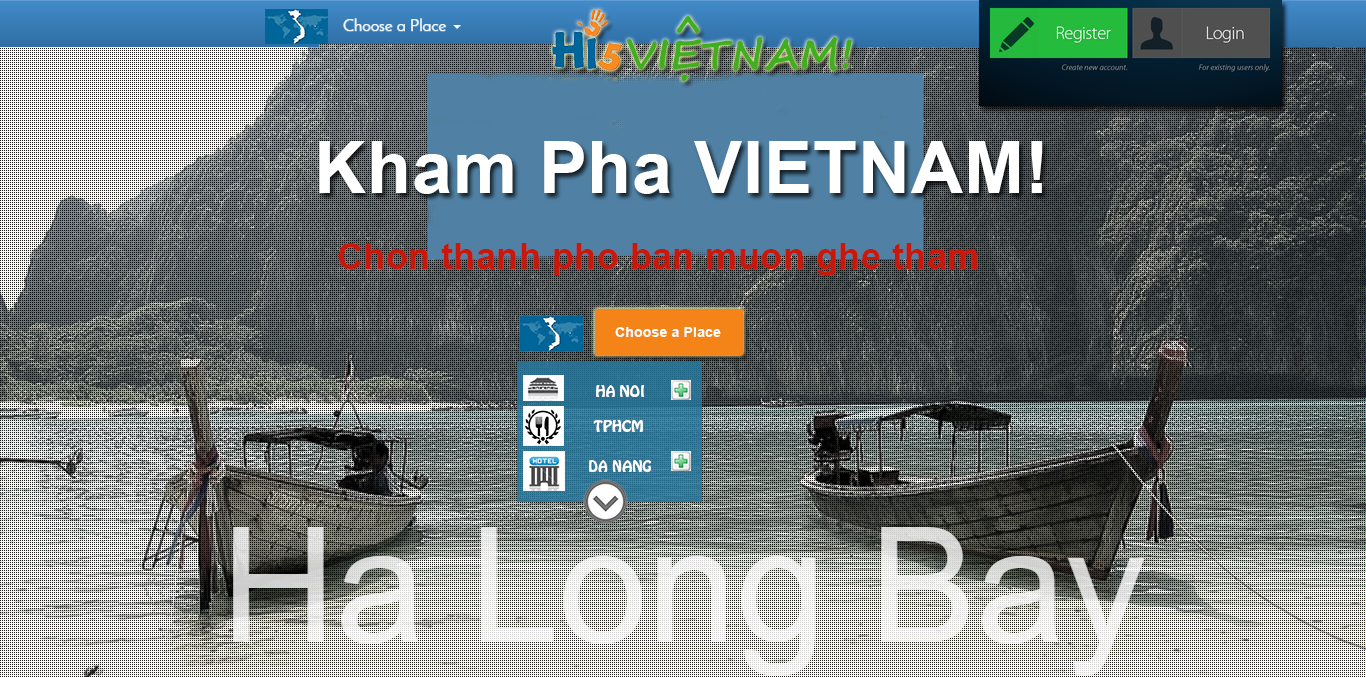 Choose a Place
Hi5VIỆTNAM!
Register
Login
Create new account.
For existing users only.
Kham Pha VIETNAM!
Chon thanh pho ban muon ghe tham
Choose a Place
HA NOI
TPHCM
HOTEL
DA NANG
Ha Long Bay